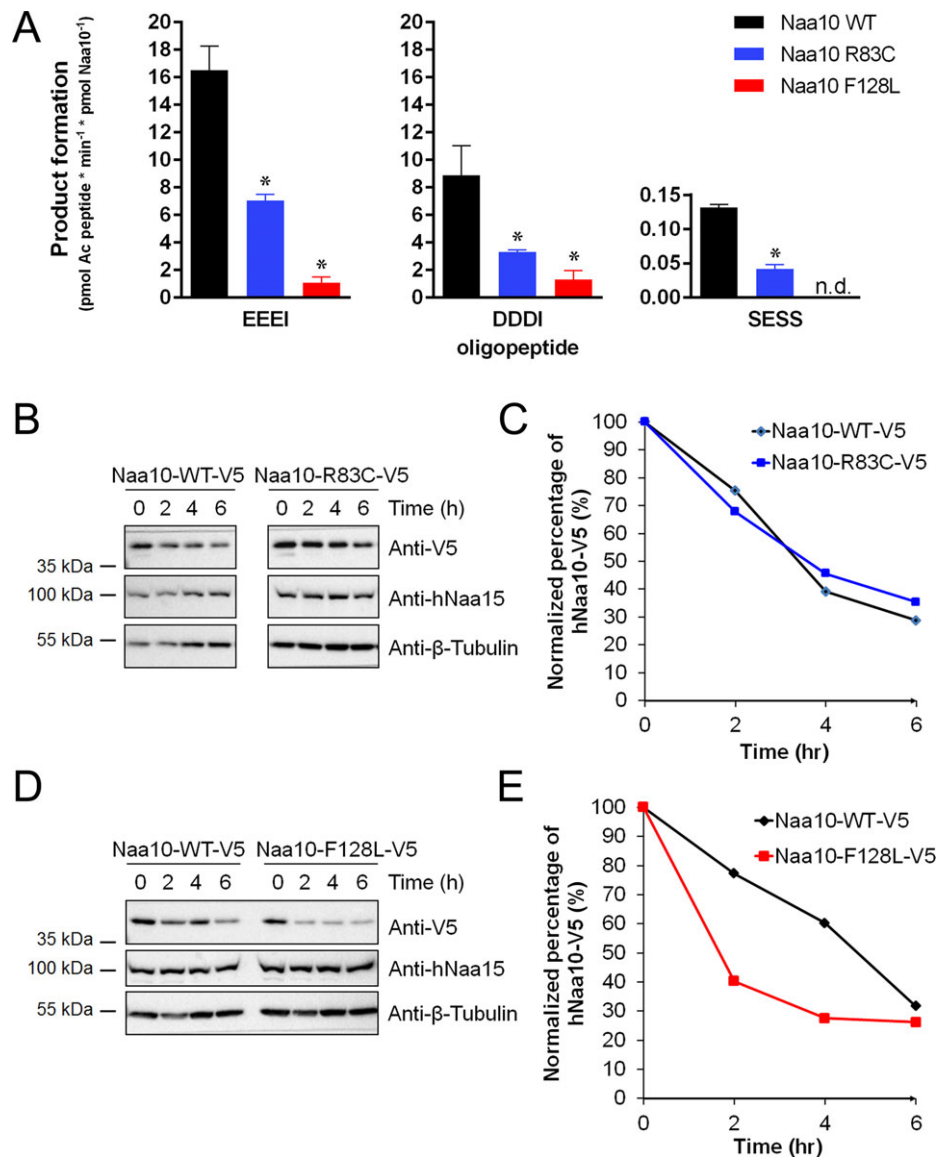 A
Product formation
(pmol Ac peptide * min⁻¹ * pmol Naa10⁻¹)
20
18
16
14
12
10
8
6
4
2
0
*
*
EEEI
20
18
16
14
12
10
8
6
4
2
0
*
*
DDDI
oligopeptide
Naa10 WT
Naa10 R83C
Naa10 F128L
0.15
0.10
0.05
0.00
*
n.d.
SESS
B
Naa10-WT-V5 Naa10-R83C-V5
0 2 4 6 0 2 4 6 Time (h)
35 kDa Anti-V5
100 kDa Anti-hNaa15
55 kDa Anti-β-Tubulin
C
Normalized percentage of
hNaa10-V5 (%)
100
90
80
70
60
50
40
30
20
10
0
Naa10-WT-V5
Naa10-R83C-V5
0 2 4 6
Time (hr)
D
Naa10-WT-V5 Naa10-F128L-V5
0 2 4 6 0 2 4 6 Time (h)
35 kDa Anti-V5
100 kDa Anti-hNaa15
55 kDa Anti-β-Tubulin
E
Normalized percentage of
hNaa10-V5 (%)
100
90
80
70
60
50
40
30
20
10
0
Naa10-WT-V5
Naa10-F128L-V5
0 2 4 6
Time (hr)